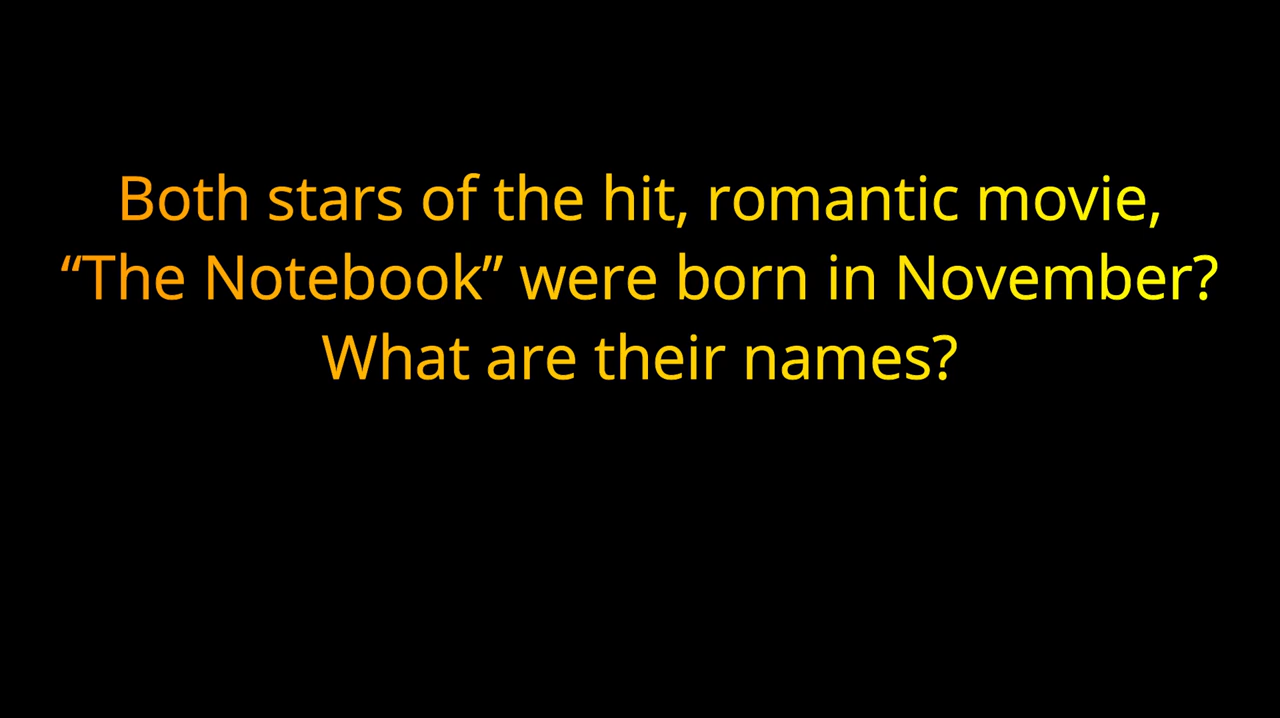 Both stars of the hit, romantic movie,
“The Notebook” were born in November?
What are their names?